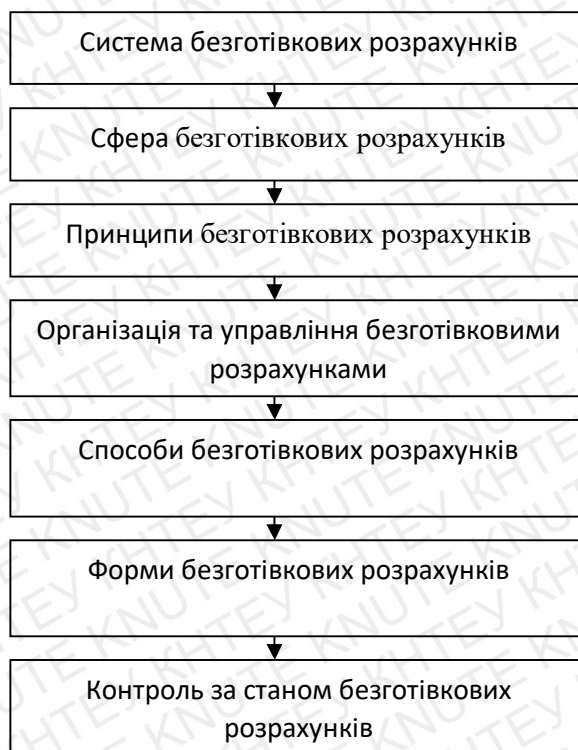 Система безготівкових розрахунків
Сфера безготівкових розрахунків
Принципи безготівкових розрахунків
Організація та управління безготівковими
розрахунками
Способи безготівкових розрахунків
Форми безготівкових розрахунків
Контроль за станом безготівкових
розрахунків